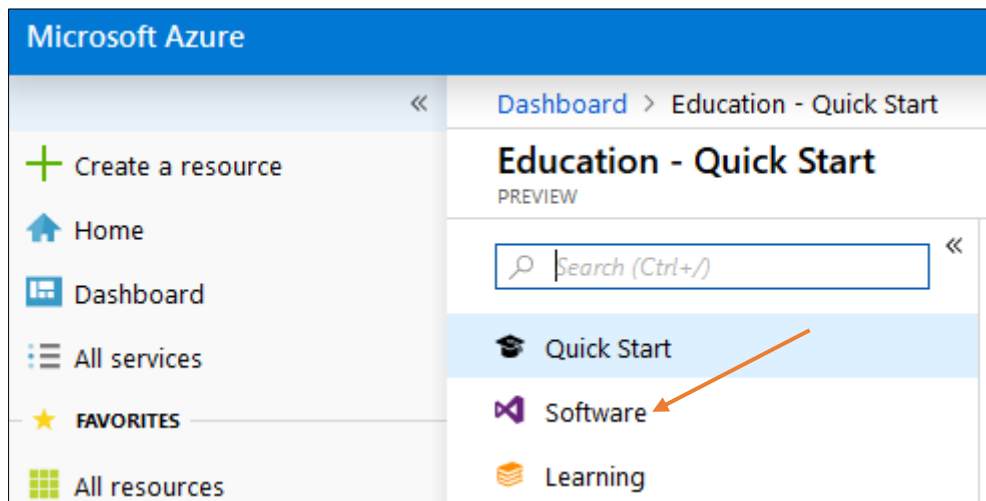 Microsoft Azure
«
Create a resource
Home
Dashboard
All services
FAVORITES
All resources
Dashboard > Education - Quick Start
Education - Quick Start
PREVIEW
Search (Ctrl+/)
«
Quick Start
Software
Learning